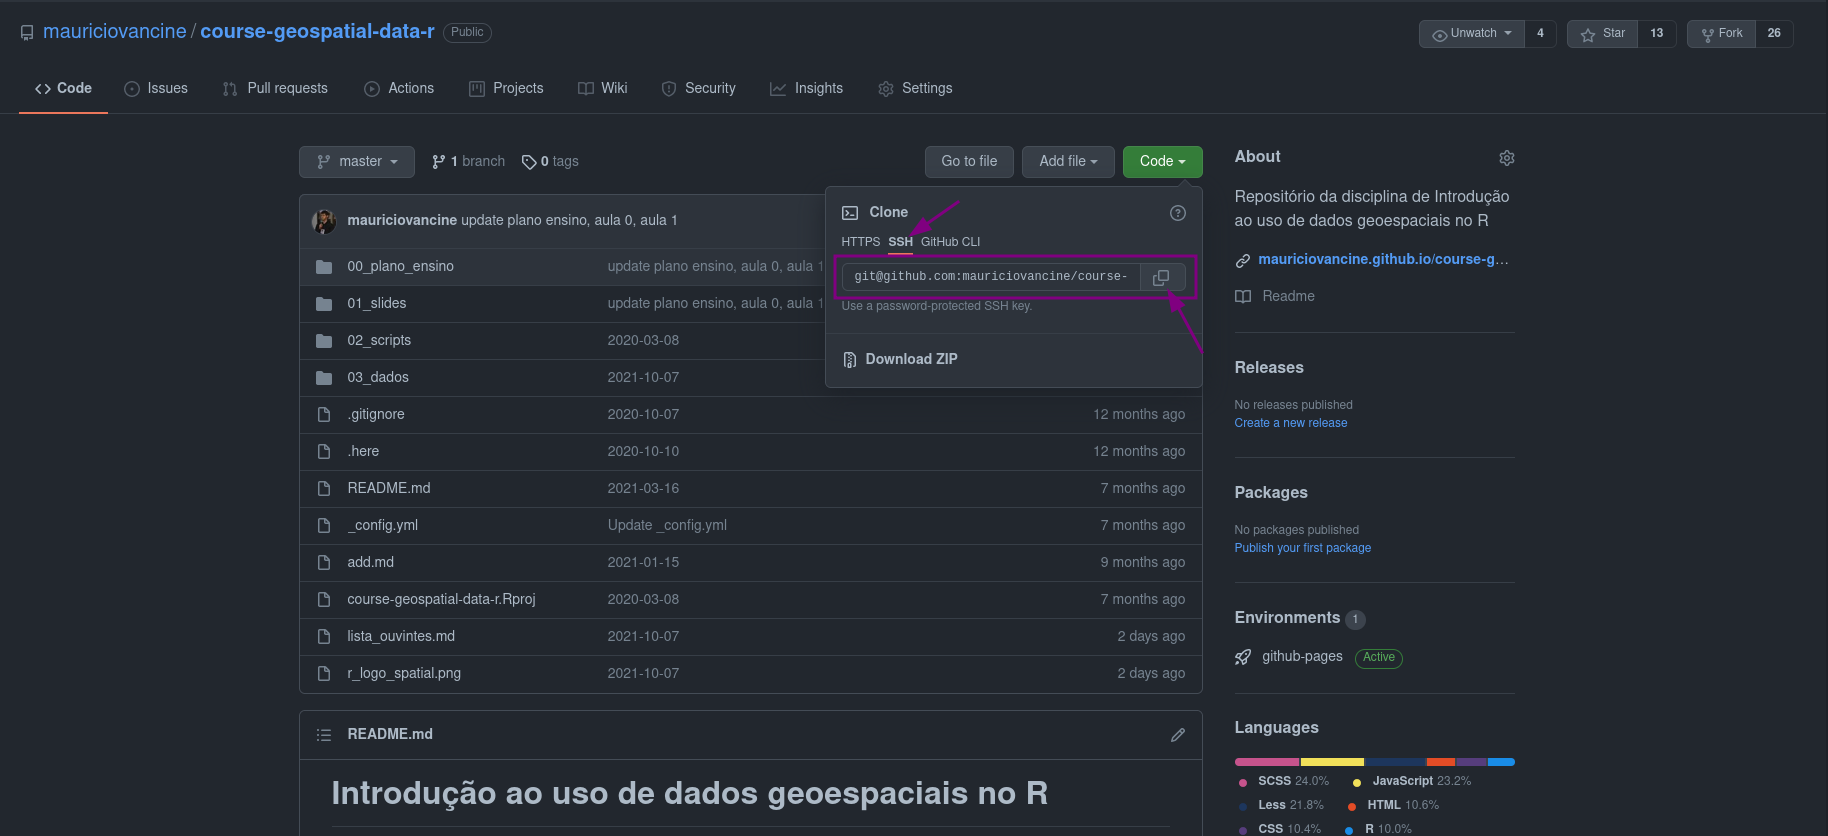 mauriciovancine / course-geospatial-data-r Public
Unwatch 4 Star 13 Fork 26
Code Issues Pull requests Actions Projects Wiki Security Insights Settings
master 1 branch 0 tags Go to file Add file Code
mauriciovancine update plano ensino, aula 0, aula 1
00_plano_ensino update plano ensino, aula 0, aula 1
01_slides update plano ensino, aula 0, aula 1
02_scripts 2020-03-08
03_dados 2021-10-07
.gitignore 2020-10-07 12 months ago
.here 2020-10-10 12 months ago
README.md 2021-03-16 7 months ago
_config.yml Update _config.yml 7 months ago
add.md 2021-01-15 9 months ago
course-geospatial-data-r.Rproj 2020-03-08 7 months ago
lista_ouvintes.md 2021-10-07 2 days ago
r_logo_spatial.png 2021-10-07 2 days ago
Clone
HTTPS SSH GitHub CLI
git@github.com:mauriciovancine/course-
Use a password-protected SSH key.
Download ZIP
README.md
Introdução ao uso de dados geoespaciais no R
About
Repositório da disciplina de Introdução
ao uso de dados geoespaciais no R
mauriciovancine.github.io/course-g...
Readme
Releases
No releases published
Create a new release
Packages
No packages published
Publish your first package
Environments 1
github-pages Active
Languages
SCSS 24.0% JavaScript 23.2%
Less 21.8% HTML 10.6%
CSS 10.4% R 10.0%